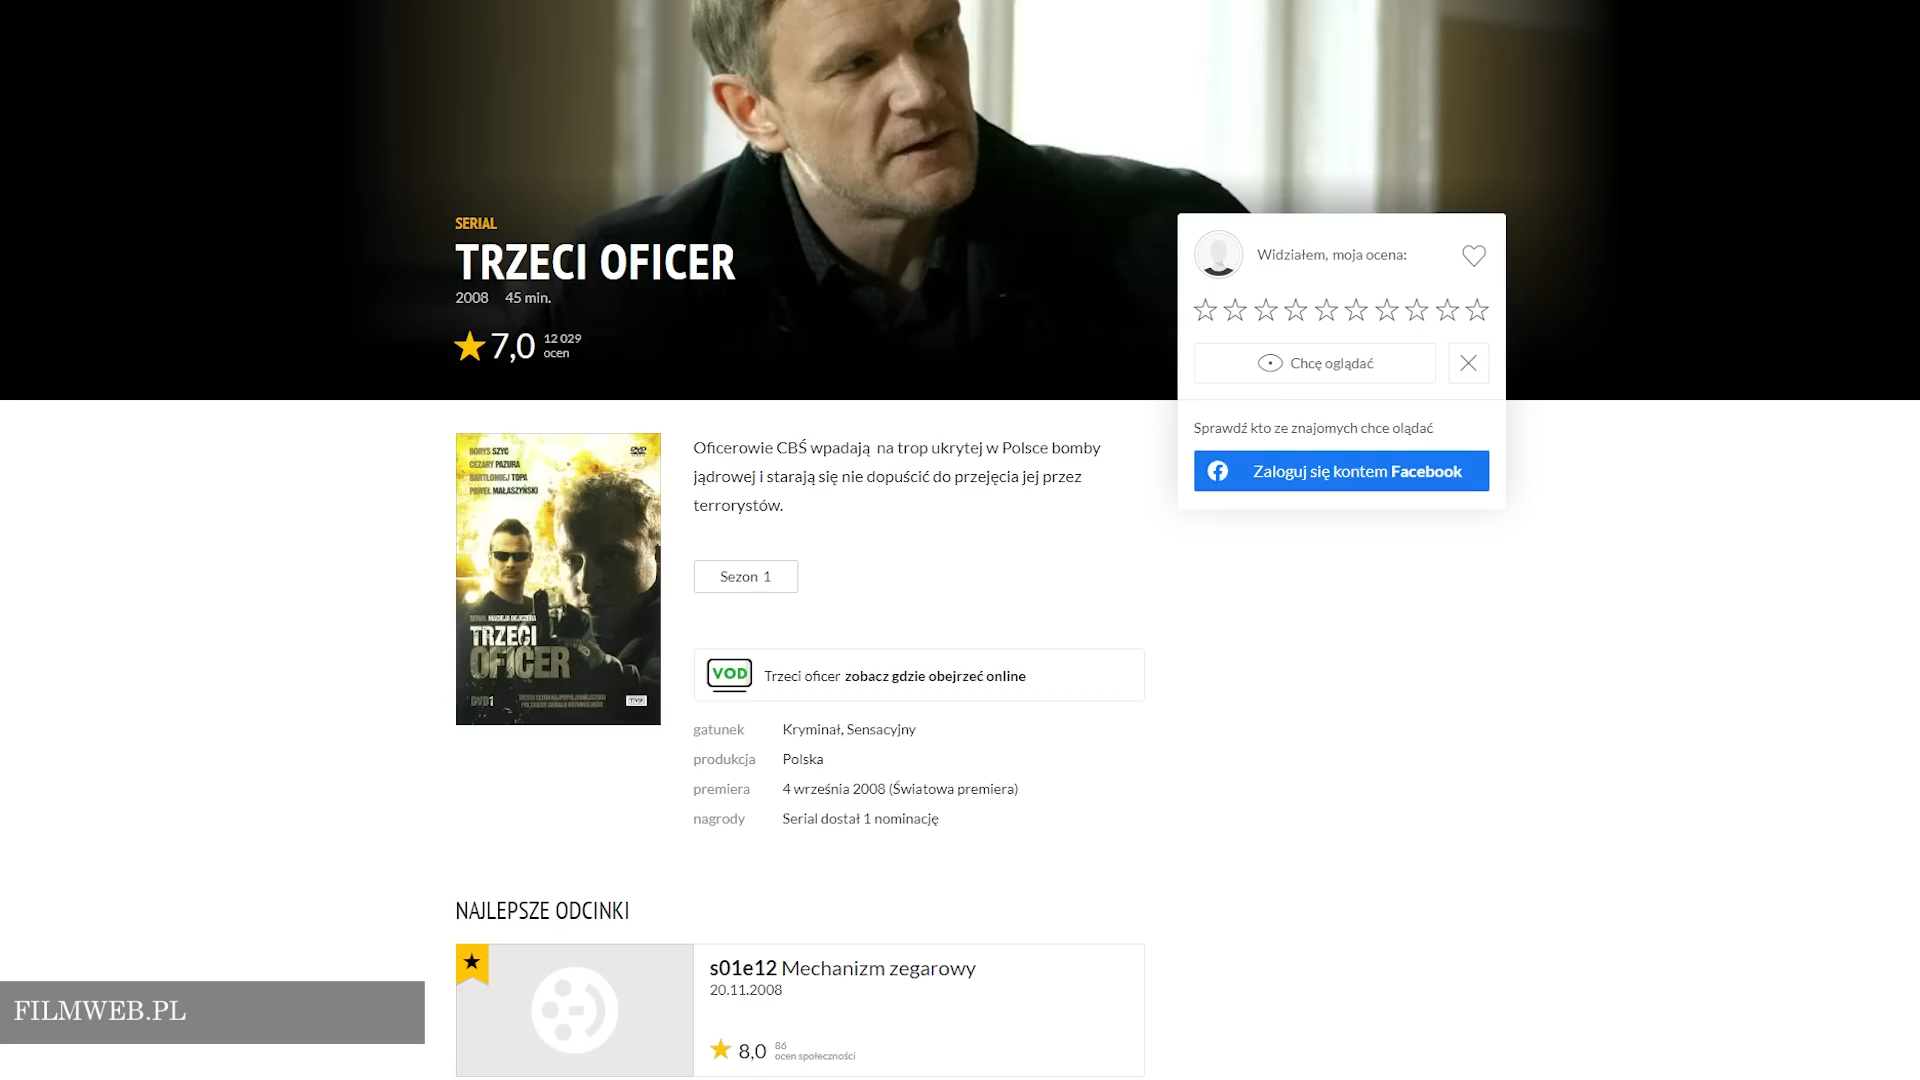 SERIAL
TRZECI OFICER
2008 45 min.
7,0 12 029 ocen
Widziałem, moja ocena:
Chcę oglądać
Sprawdź kto ze znajomych chce olądać
Zaloguj się kontem Facebook
BORYS SZYC
CEZARY PAZURA
BARTŁOMIEJ TOPA
PAWEŁ MAŁASZYŃSKI
DVD
SERIAL MACIEJA DEJCZERA
TRZECI
OFICER
DVD1
Oficerowie CBŚ wpadają na trop ukrytej w Polsce bomby
jądrowej i starają się nie dopuścić do przejęcia jej przez
terrorystów.
Sezon 1
VOD Trzeci oficer zobacz gdzie obejrzeć online
gatunek Kryminał, Sensacyjny
produkcja Polska
premiera 4 września 2008 (Światowa premiera)
nagrody Serial dostał 1 nominację
NAJLEPSZE ODCINKI
s01e12 Mechanizm zegarowy
20.11.2008
8,0 86 ocen społeczności
FILMWEB.PL